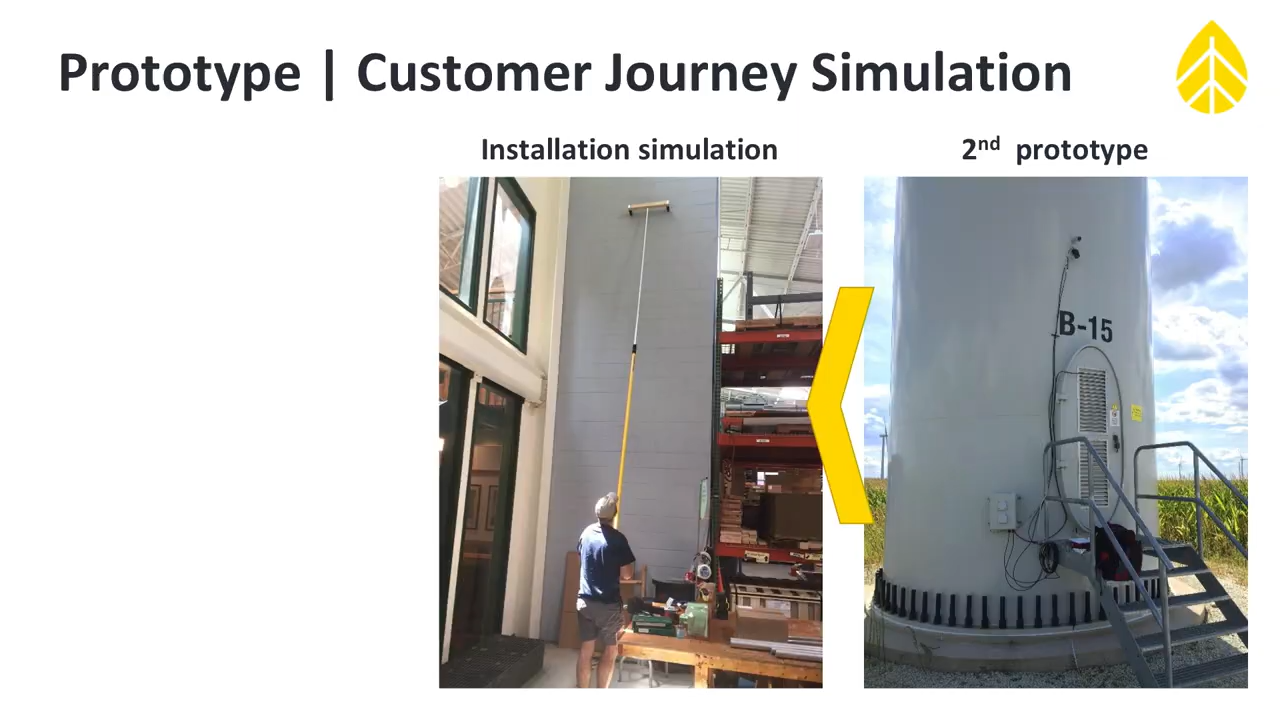 Prototype | Customer Journey Simulation
Installation simulation
2nd prototype
B-15